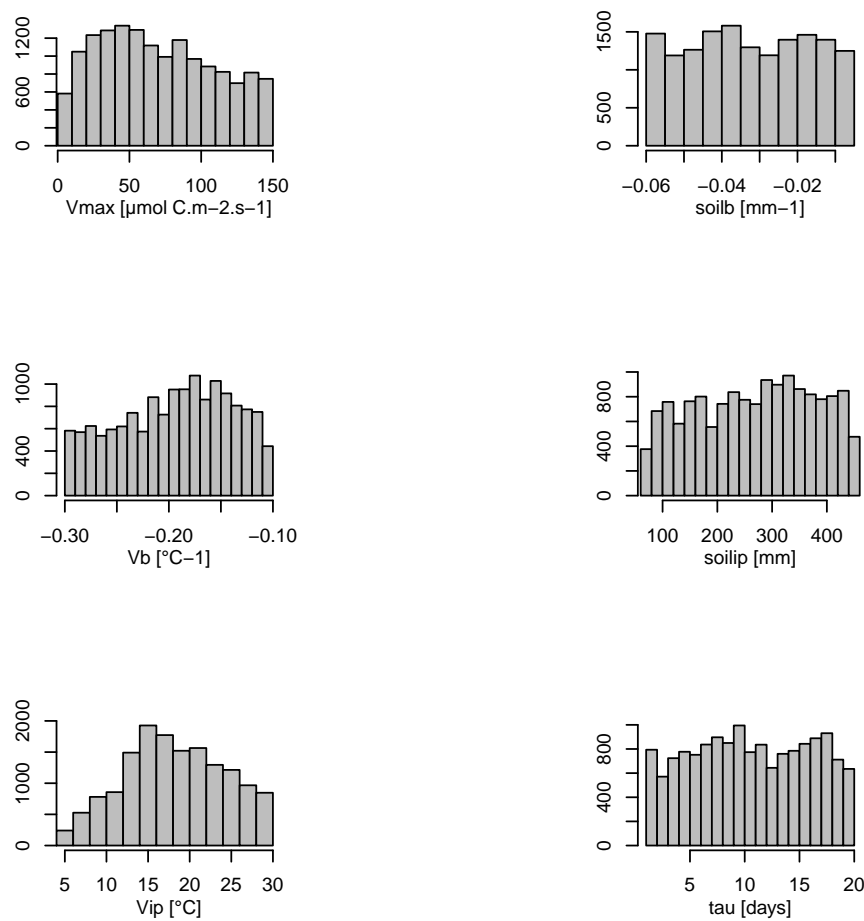 0 600 1200
0 50 100 150
Vmax [µmol C.m−2.s−1]
0 500 1500
−0.06 −0.04 −0.02
soilb [mm−1]
0 400 1000
−0.30 −0.20 −0.10
Vb [°C−1]
0 400 800
100 200 300 400
soilip [mm]
0 1000 2000
5 10 15 20 25 30
Vip [°C]
0 400 800
5 10 15 20
tau [days]